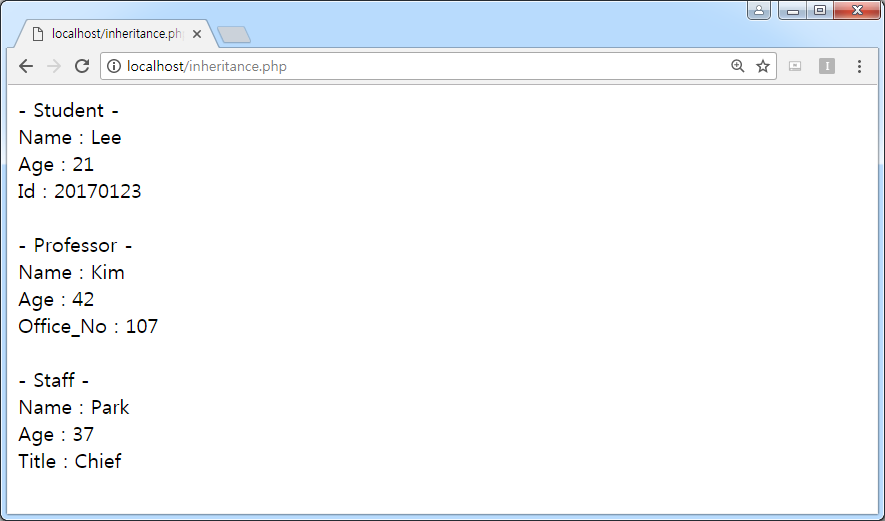 localhost/inheritance.ph
localhost/inheritance.php
- Student -
Name : Lee
Age : 21
Id : 20170123
- Professor -
Name : Kim
Age : 42
Office_No : 107
- Staff -
Name : Park
Age : 37
Title : Chief